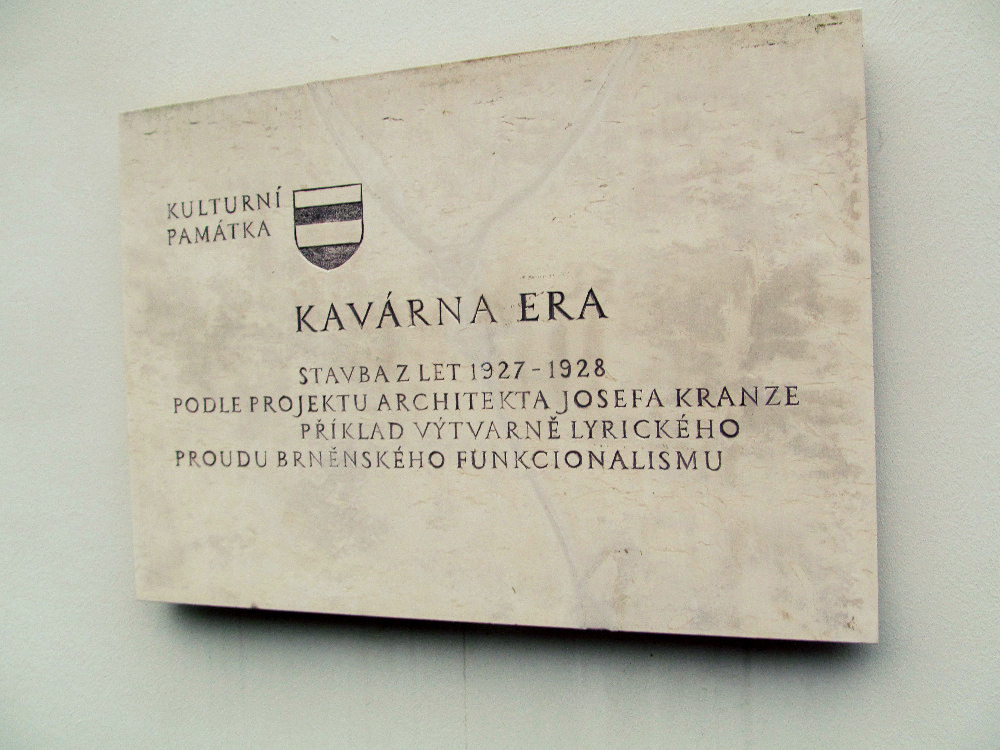 KULTURNÍ
PAMÁTKA
KAVÁRNA ERA
STAVBA Z LET 1927-1928
PODLE PROJEKTU ARCHITEKTA JOSEFA KRANZE
PŘÍKLAD VÝTVARNĚ LYRICKÉHO
PROUDU BRNĚNSKÉHO FUNKCIONALISMU